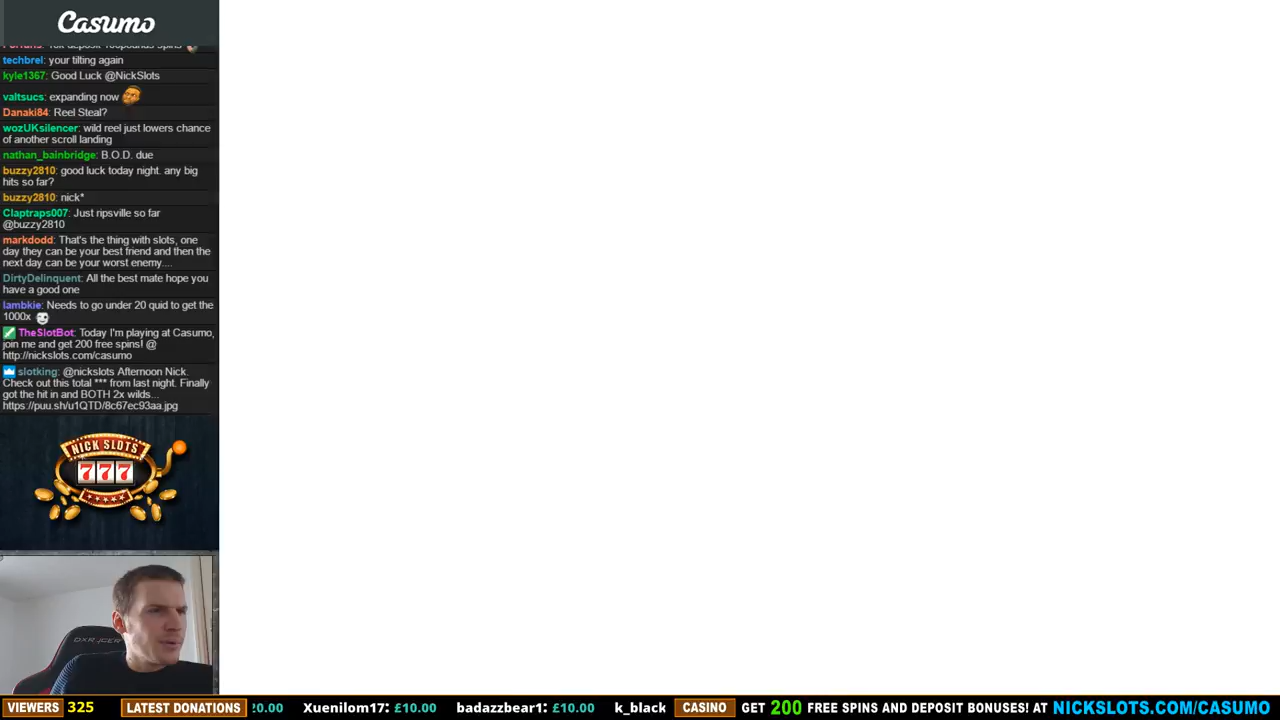 Casumo
techbrel: your tilting again
kyle1367: Good Luck @NickSlots
valtsucs: expanding now
Danaki84: Reel Steal?
wozUKsilencer: wild reel just lowers chance
of another scroll landing
nathan_bainbridge: B.O.D. due
buzzy2810: good luck today night. any big
hits so far?
buzzy2810: nick*
Claptraps007: Just ripsville so far
@buzzy2810
markdodd: That's the thing with slots, one
day they can be your best friend and then the
next day can be your worst enemy....
DirtyDelinquent: All the best mate hope you
have a good one
lambkie: Needs to go under 20 quid to get the
1000x
TheSlotBot: Today I'm playing at Casumo,
join me and get 200 free spins! @
http://nickslots.com/casumo
slotking: @nickslots Afternoon Nick.
Check out this total *** from last night. Finally
got the hit in and BOTH 2x wilds...
https://puu.sh/u1QTD/8c67ec93aa.jpg
NICK SLOTS
777
DXRACER
VIEWERS 325 LATEST DONATIONS 20.00 Xuenilom17: £10.00 badazzbear1: £10.00 k_black CASINO GET 200 FREE SPINS AND DEPOSIT BONUSES! AT NICKSLOTS.COM/CASUMO